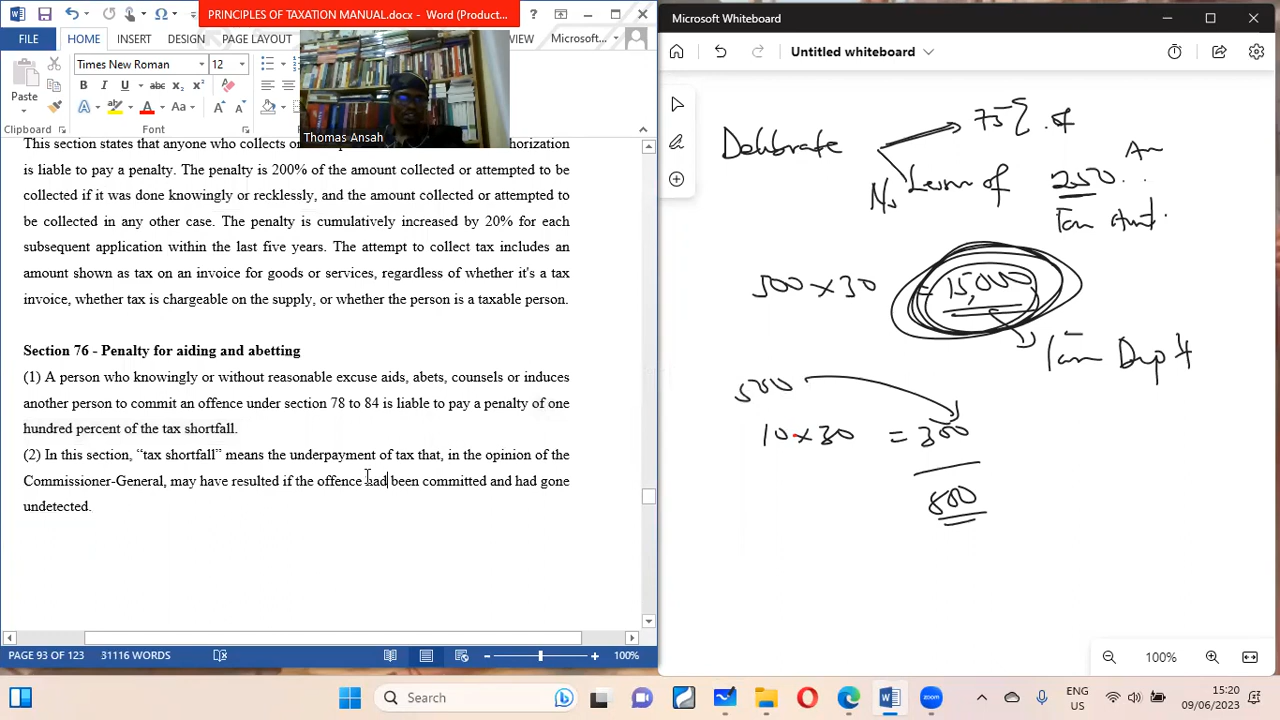 PRINCIPLES OF TAXATION MANUAL.docx - Word (Product...
FILE HOME INSERT DESIGN PAGE LAYOUT Microsoft...
Times New Roman 12
Paste
Clipboard Font
Thomas Ansah
This section states that anyone who collects or
is liable to pay a penalty. The penalty is 200% of the amount collected or attempted to be
collected if it was done knowingly or recklessly, and the amount collected or attempted to
be collected in any other case. The penalty is cumulatively increased by 20% for each
subsequent application within the last five years. The attempt to collect tax includes an
amount shown as tax on an invoice for goods or services, regardless of whether it's a tax
invoice, whether tax is chargeable on the supply, or whether the person is a taxable person.
Section 76 - Penalty for aiding and abetting
(1) A person who knowingly or without reasonable excuse aids, abets, counsels or induces
another person to commit an offence under section 78 to 84 is liable to pay a penalty of one
hundred percent of the tax shortfall.
(2) In this section, “tax shortfall” means the underpayment of tax that, in the opinion of the
Commissioner-General, may have resulted if the offence had been committed and had gone
undetected.
PAGE 93 OF 123 31116 WORDS 100%
Microsoft Whiteboard
Untitled whiteboard
Deliberate
of
500 x 30 = 15,000
500
10 x 30 = 300
800
100%
Search
ENG
US
15:20
09/06/2023